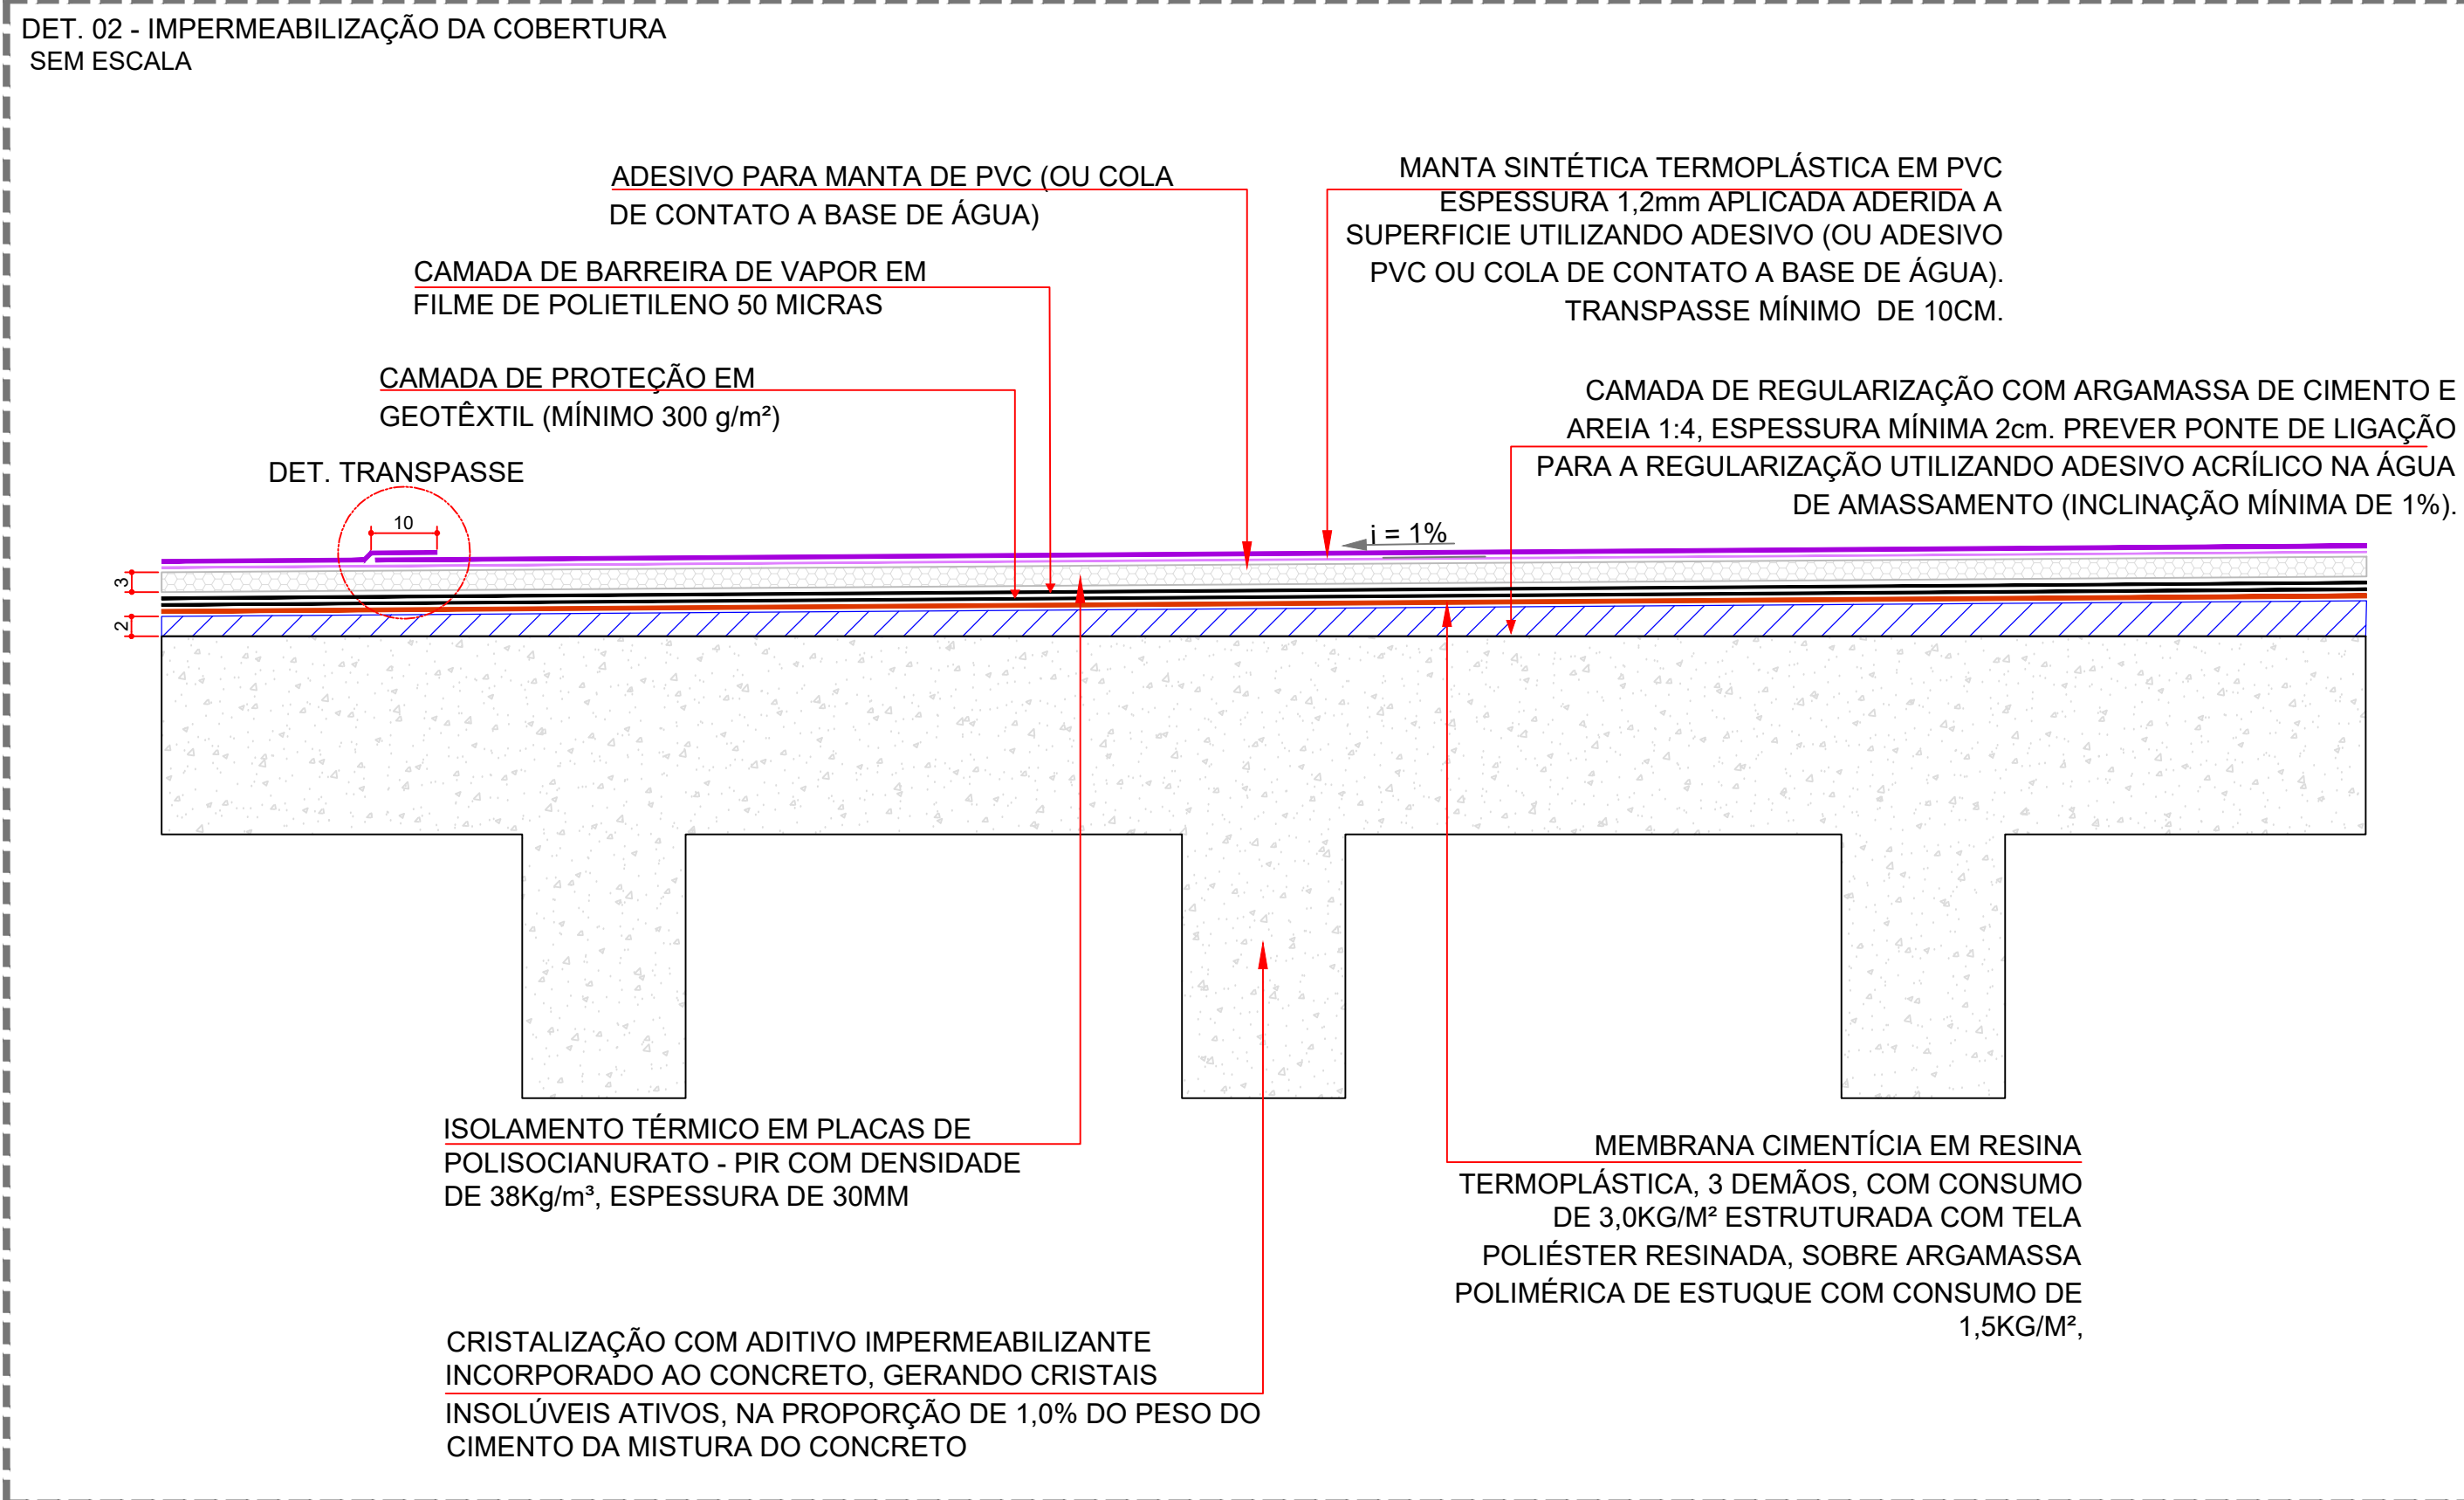 DET. 02 - IMPERMEABILIZAÇÃO DA COBERTURA
SEM ESCALA
ADESIVO PARA MANTA DE PVC (OU COLA
DE CONTATO A BASE DE ÁGUA)
MANTA SINTÉTICA TERMOPLÁSTICA EM PVC
ESPESSURA 1,2mm APLICADA ADERIDA A
SUPERFICIE UTILIZANDO ADESIVO (OU ADESIVO
PVC OU COLA DE CONTATO A BASE DE ÁGUA).
TRANSPASSE MÍNIMO DE 10CM.
CAMADA DE BARREIRA DE VAPOR EM
FILME DE POLIETILENO 50 MICRAS
CAMADA DE PROTEÇÃO EM
GEOTÊXTIL (MÍNIMO 300 g/m²)
CAMADA DE REGULARIZAÇÃO COM ARGAMASSA DE CIMENTO E
AREIA 1:4, ESPESSURA MÍNIMA 2cm. PREVER PONTE DE LIGAÇÃO
PARA A REGULARIZAÇÃO UTILIZANDO ADESIVO ACRÍLICO NA ÁGUA
DE AMASSAMENTO (INCLINAÇÃO MÍNIMA DE 1%).
DET. TRANSPASSE
10
i = 1%
3
2
ISOLAMENTO TÉRMICO EM PLACAS DE
POLISOCIANURATO - PIR COM DENSIDADE
DE 38Kg/m³, ESPESSURA DE 30MM
MEMBRANA CIMENTÍCIA EM RESINA
TERMOPLÁSTICA, 3 DEMÃOS, COM CONSUMO
DE 3,0KG/M² ESTRUTURADA COM TELA
POLIÉSTER RESINADA, SOBRE ARGAMASSA
POLIMÉRICA DE ESTUQUE COM CONSUMO DE
1,5KG/M²,
CRISTALIZAÇÃO COM ADITIVO IMPERMEABILIZANTE
INCORPORADO AO CONCRETO, GERANDO CRISTAIS
INSOLÚVEIS ATIVOS, NA PROPORÇÃO DE 1,0% DO PESO DO
CIMENTO DA MISTURA DO CONCRETO